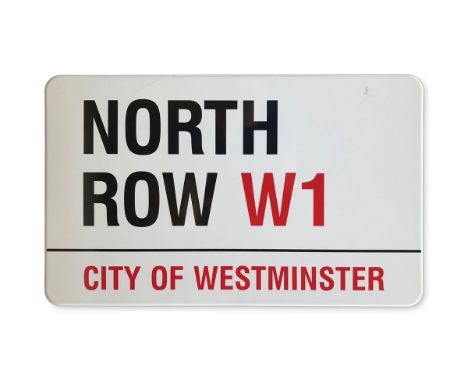 NORTH
ROW W1
CITY OF WESTMINSTER